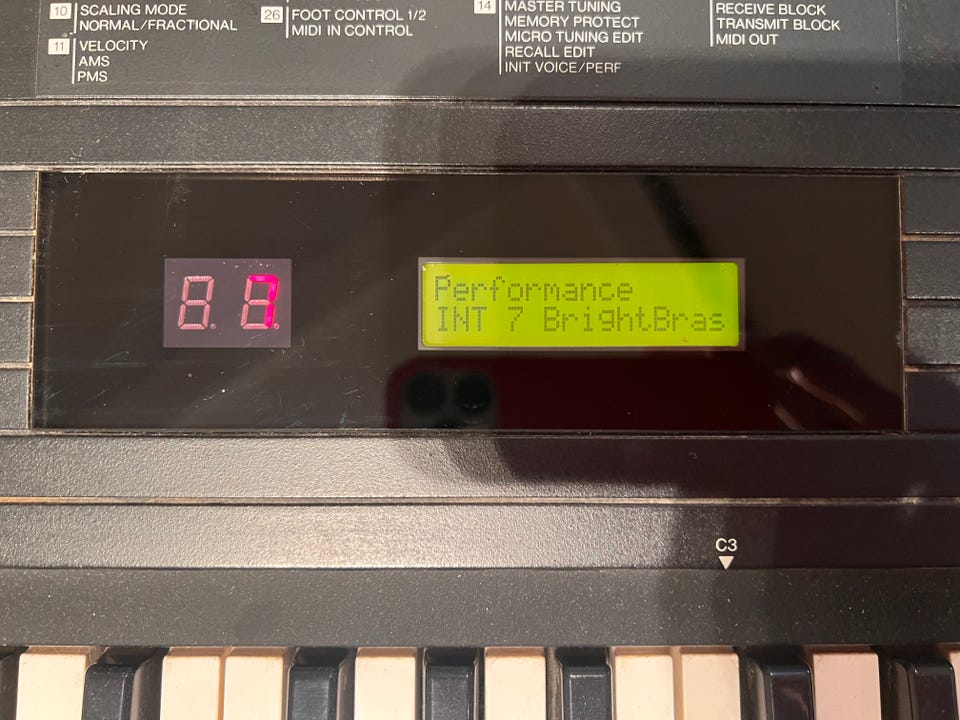 10 SCALING MODE
NORMAL/FRACTIONAL
11 VELOCITY
AMS
PMS
26 FOOT CONTROL 1/2
MIDI IN CONTROL
14 MASTER TUNING
MEMORY PROTECT
MICRO TUNING EDIT
RECALL EDIT
INIT VOICE/PERF
RECEIVE BLOCK
TRANSMIT BLOCK
MIDI OUT
7
Performance
INT 7 BrightBras
C3